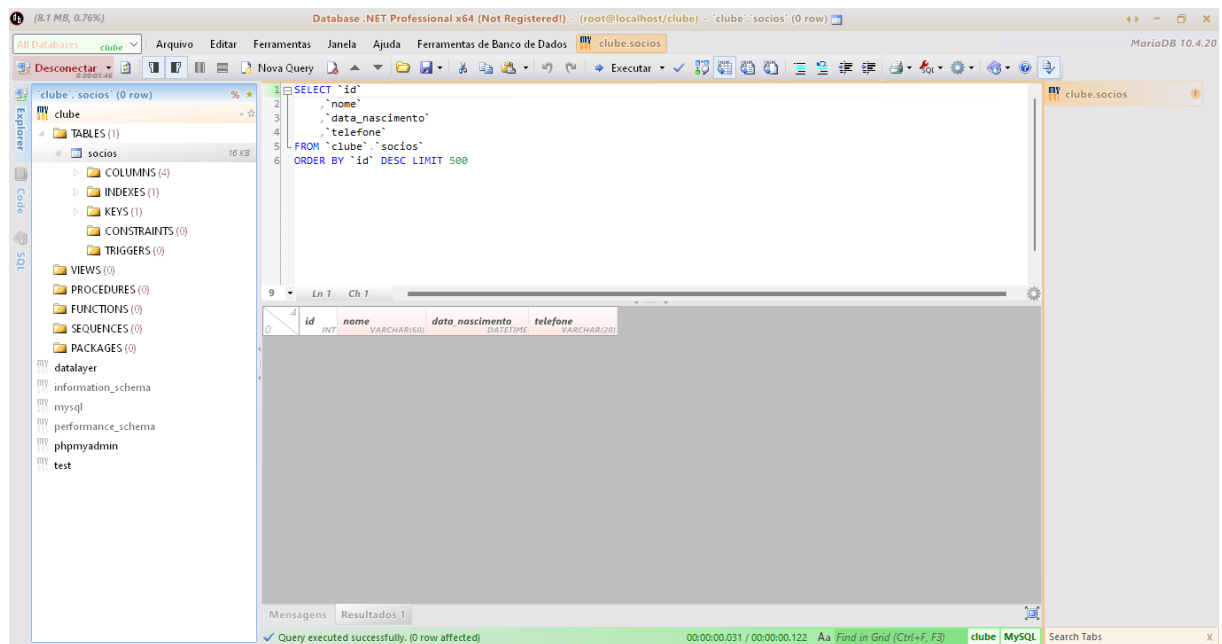 {8.1 MB, 0.76%} Database .NET Professional x64 (Not Registered!) - (root@localhost/clube) - `clube`.`socios` (0 row)
All Databases clube Arquivo Editar Ferramentas Janela Ajuda Ferramentas de Banco de Dados clube.socios MariaDB 10.4.20
Desconectar 0.00:05:46 Nova Query Executar SQL
Explorer
Code
SQL
`clube`.`socios` (0 row) % *
clube
TABLES (1)
socios 16 KB
COLUMNS (4)
INDEXES (1)
KEYS (1)
CONSTRAINTS (0)
TRIGGERS (0)
VIEWS (0)
PROCEDURES (0)
FUNCTIONS (0)
SEQUENCES (0)
PACKAGES (0)
datalayer
information_schema
mysql
performance_schema
phpmyadmin
test
1 SELECT `id`
2 ,`nome`
3 ,`data_nascimento`
4 ,`telefone`
5 FROM `clube`.`socios`
6 ORDER BY `id` DESC LIMIT 500
9 Ln 1 Ch 1
4 0 id INT nome VARCHAR(60) data_nascimento DATETIME telefone VARCHAR(20)
Mensagens Resultados 1
Query executed successfully. (0 row affected) 00:00:00.031 / 00:00:00.122 Aa Find in Grid (Ctrl+F, F3) clube MySQL
clube.socios
Search Tabs X